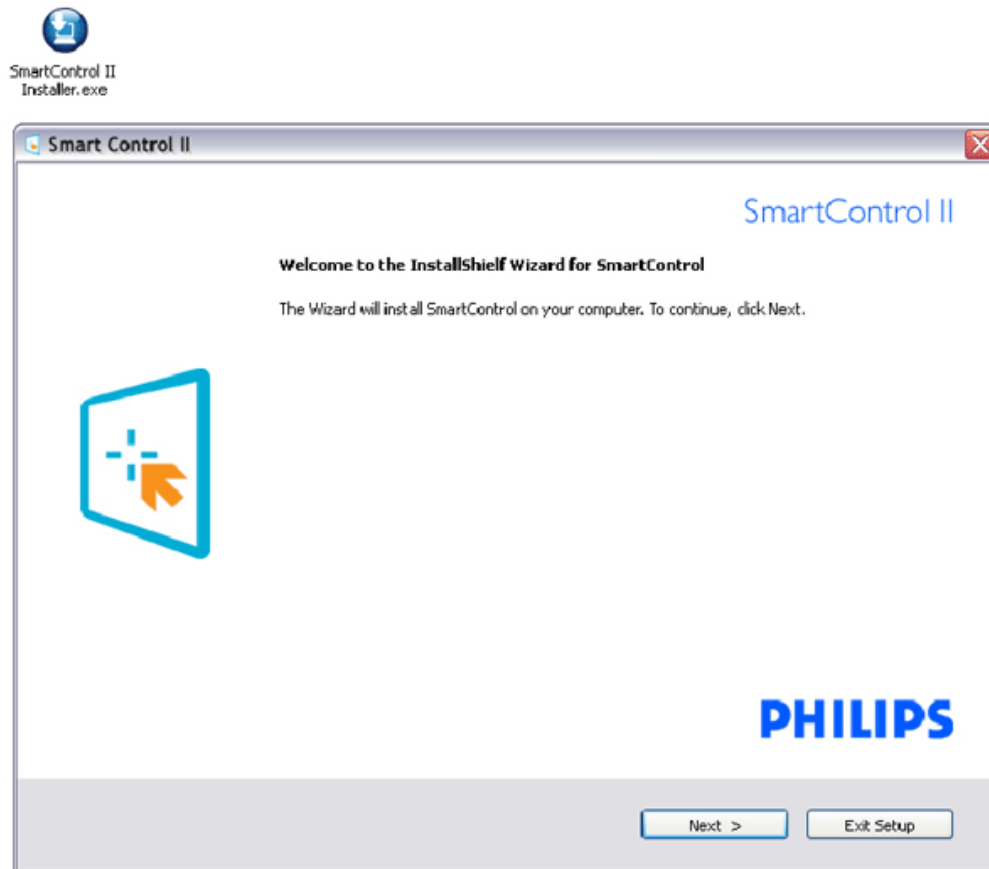 SmartControl II
Installer.exe
Smart Control II
SmartControl II
Welcome to the InstallShielf Wizard for SmartControl
The Wizard will install SmartControl on your computer. To continue, click Next.
PHILIPS
Next >
Exit Setup